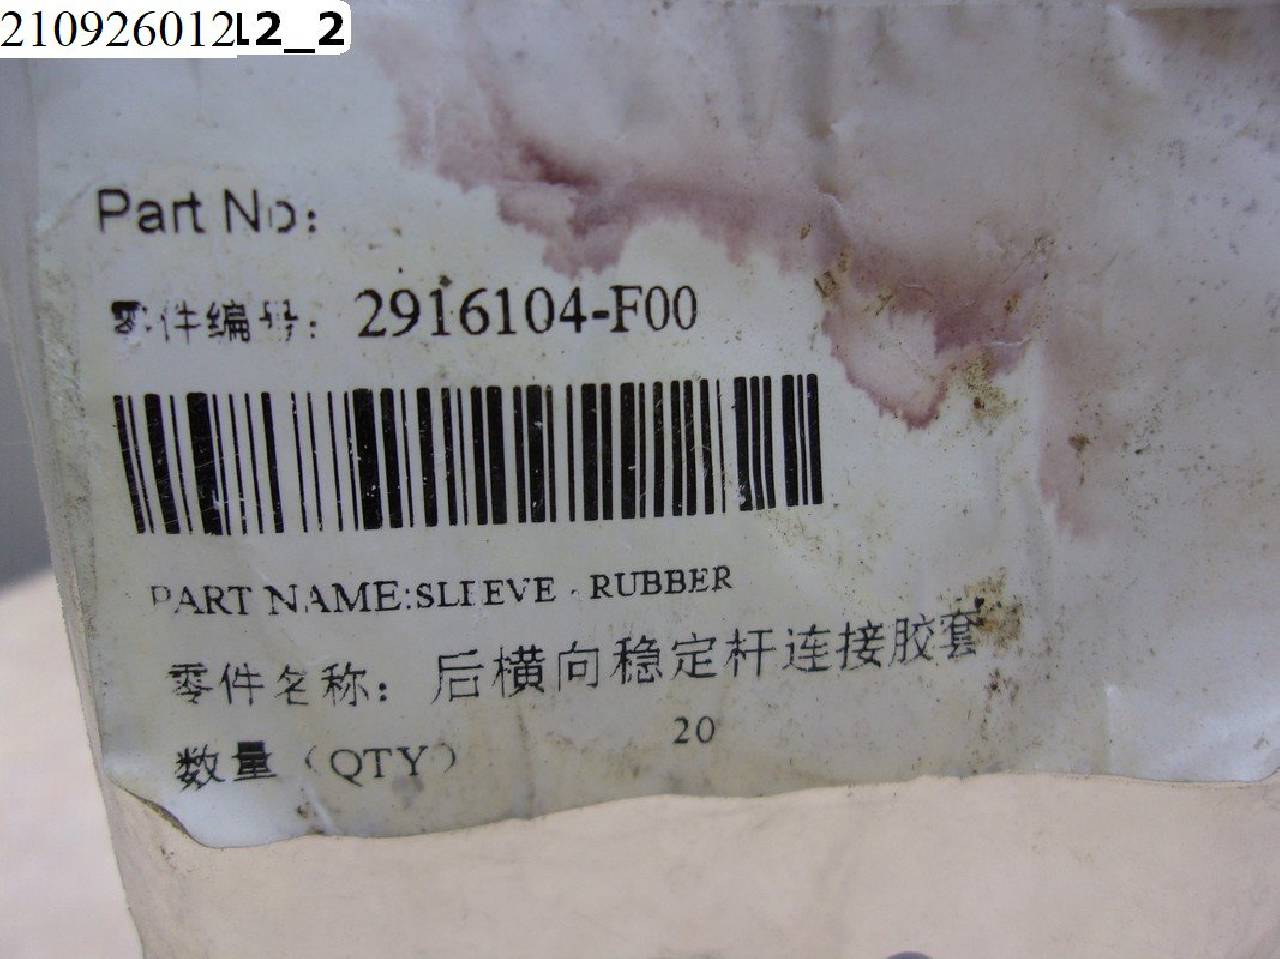 21092601212_2
Part No:
零件编号: 2916104-F00
PART NAME:SLEEVE - RUBBER
零件名称: 后横向稳定杆连接胶套
数量 (QTY) 20